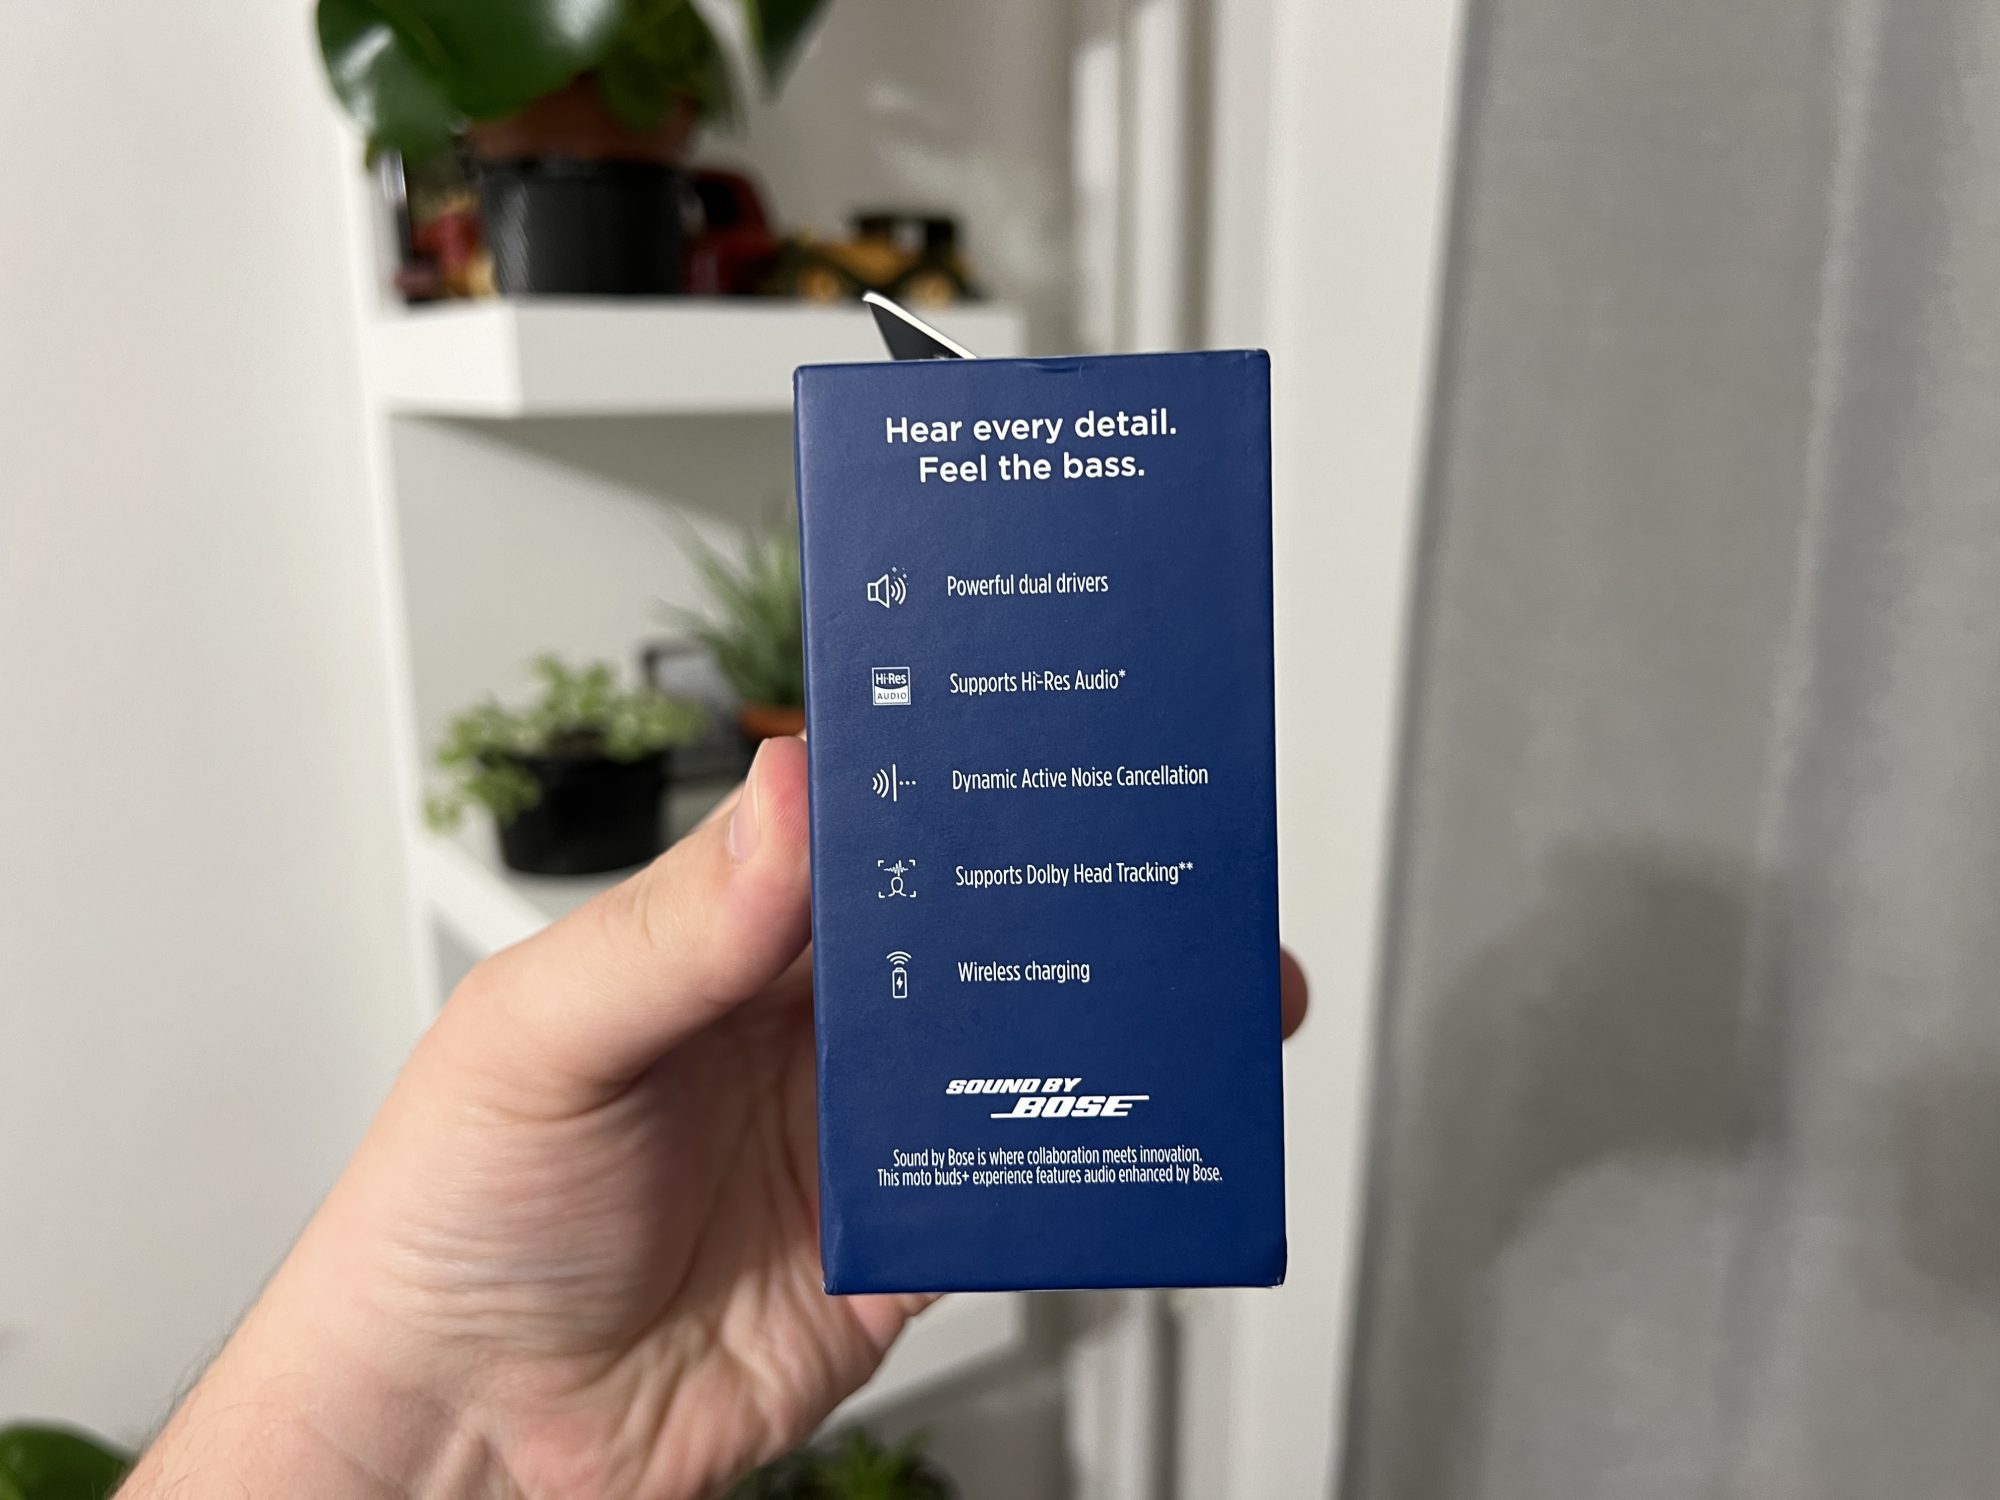 Hear every detail.
Feel the bass.
Powerful dual drivers
Hi-Res
AUDIO
Supports Hi-Res Audio*
Dynamic Active Noise Cancellation
Supports Dolby Head Tracking**
Wireless charging
SOUND BY
BOSE
Sound by Bose is where collaboration meets innovation.
This moto buds+ experience features audio enhanced by Bose.